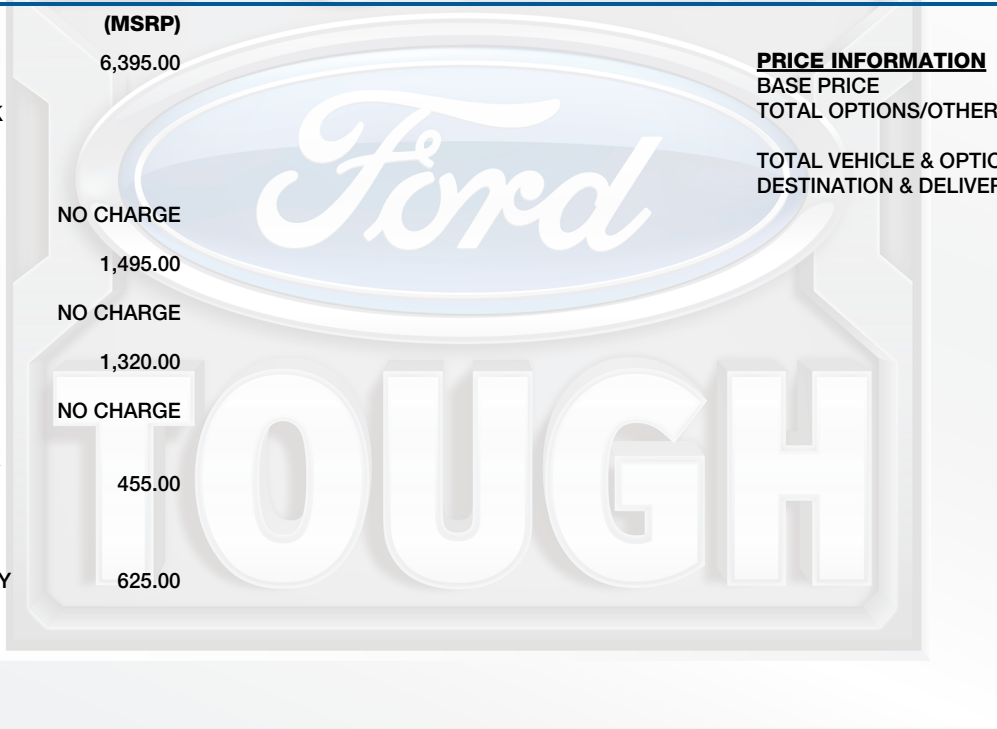 (MSRP)
6,395.00
NO CHARGE
1,495.00
NO CHARGE
1,320.00
NO CHARGE
455.00
Y
625.00
PRICE INFORMATION
BASE PRICE
TOTAL OPTIONS/OTHER
TOTAL VEHICLE & OPTIO
DESTINATION & DELIVER
Ford
TOUGH